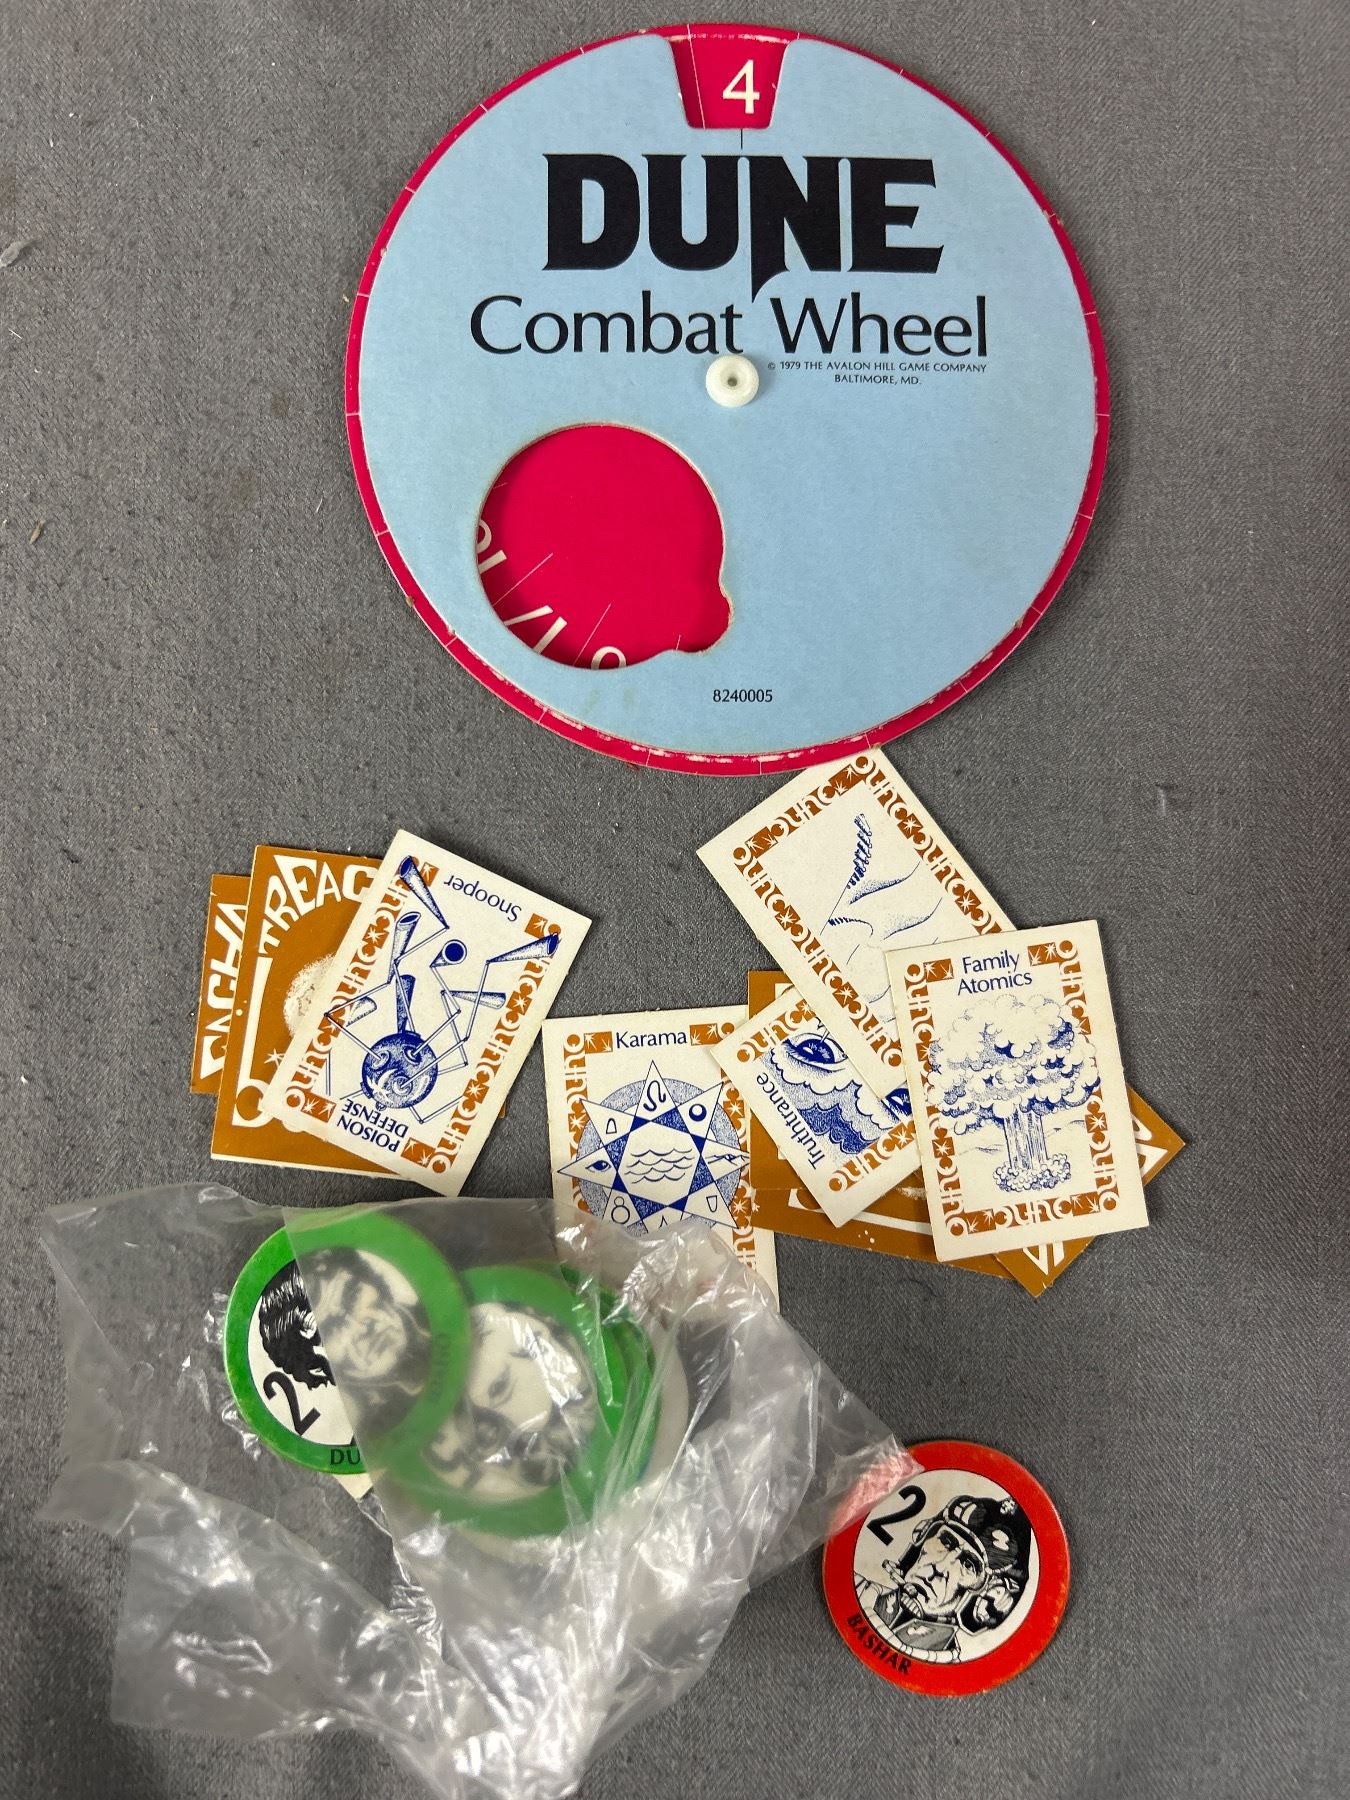 4
DUNE
Combat Wheel
© 1979 THE AVALON HILL GAME COMPANY
BALTIMORE, MD.
8240005
TREAC
Snooper
POISON
DEFENSE
Karama
Truthtrance
Family
Atomics
2
DU
2
BASHAR